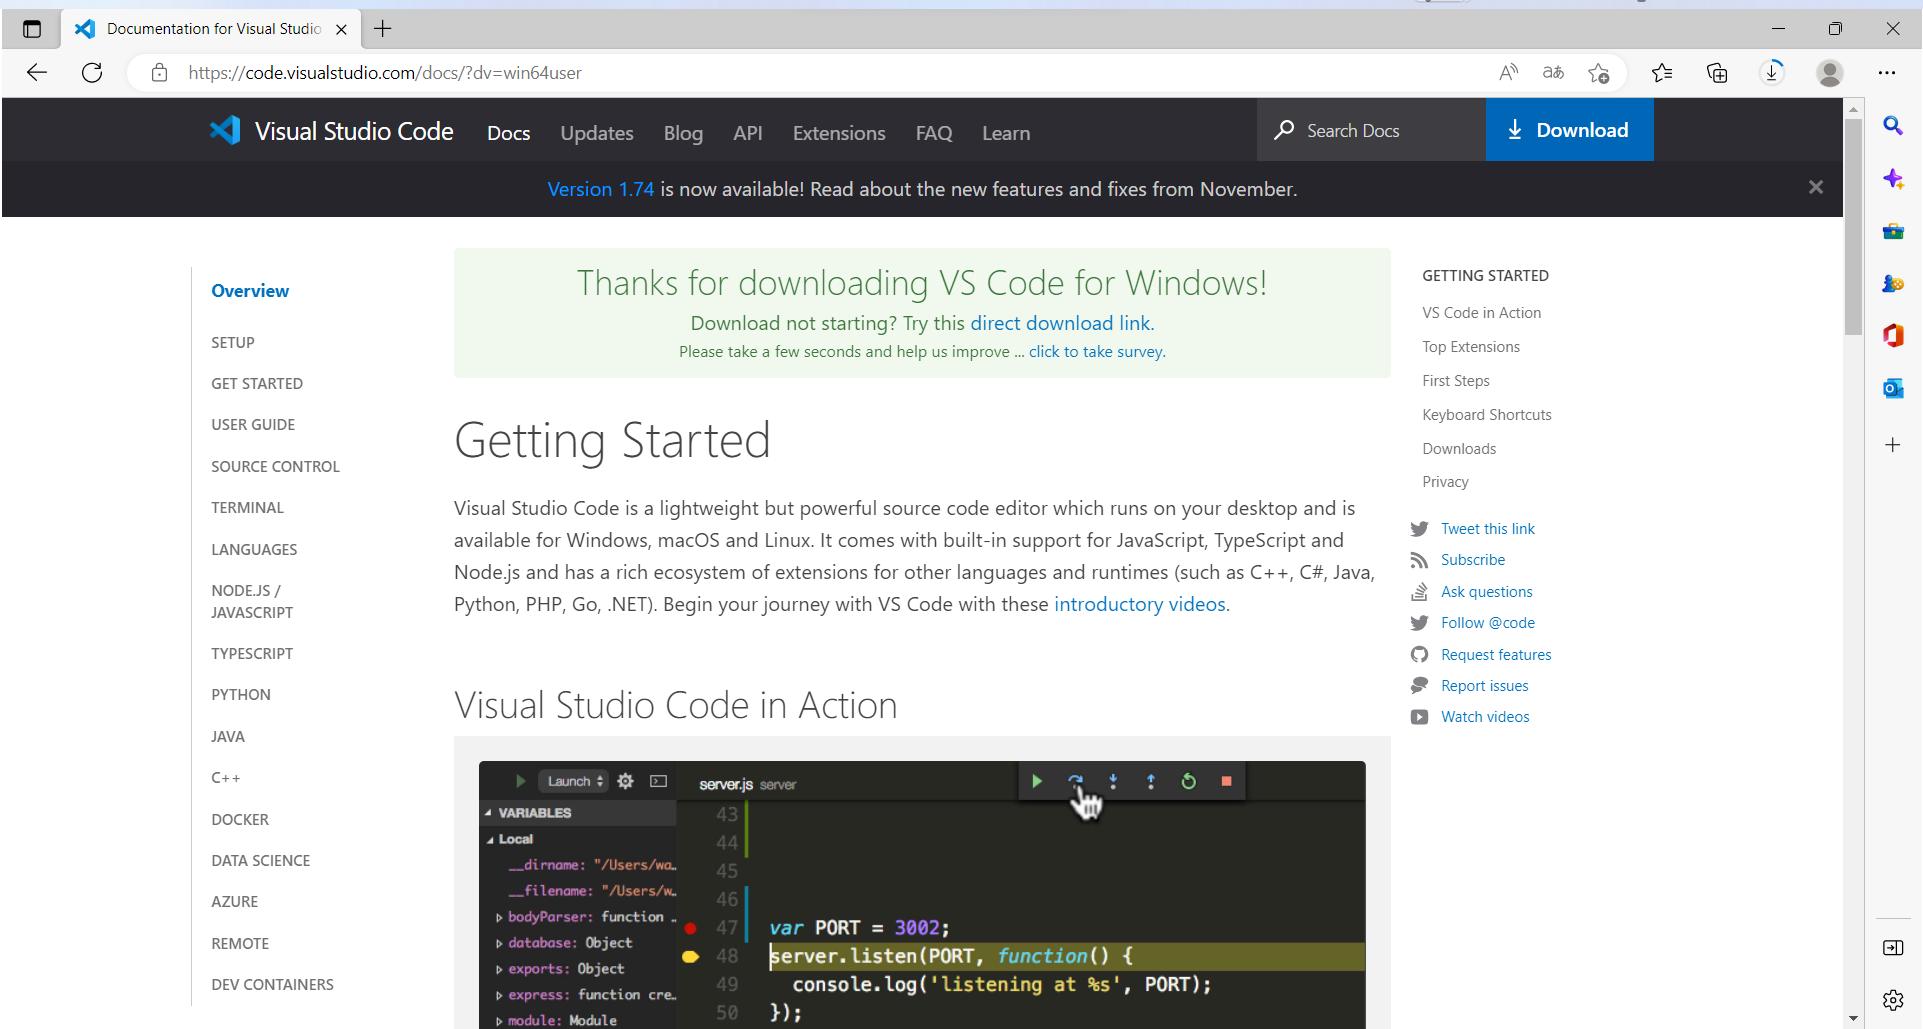 Documentation for Visual Studio
https://code.visualstudio.com/docs/?dv=win64user
Visual Studio Code
Docs
Updates
Blog
API
Extensions
FAQ
Learn
Search Docs
Download
Version 1.74 is now available! Read about the new features and fixes from November.
Overview
SETUP
GET STARTED
USER GUIDE
SOURCE CONTROL
TERMINAL
LANGUAGES
NODE.JS /
JAVASCRIPT
TYPESCRIPT
PYTHON
JAVA
C++
DOCKER
DATA SCIENCE
AZURE
REMOTE
DEV CONTAINERS
Thanks for downloading VS Code for Windows!
Download not starting? Try this direct download link.
Please take a few seconds and help us improve ... click to take survey.
Getting Started
Visual Studio Code is a lightweight but powerful source code editor which runs on your desktop and is
available for Windows, macOS and Linux. It comes with built-in support for JavaScript, TypeScript and
Node.js and has a rich ecosystem of extensions for other languages and runtimes (such as C++, C#, Java,
Python, PHP, Go, .NET). Begin your journey with VS Code with these introductory videos.
Visual Studio Code in Action
Launch
VARIABLES
Local
__dirname: "/Users/wa…
__filename: "/Users/w…
bodyParser: function …
database: Object
exports: Object
express: function cre…
module: Module
server.js server
43
44
45
46
47 var PORT = 3002;
48 server.listen(PORT, function() {
49 console.log('listening at %s', PORT);
50 });
GETTING STARTED
VS Code in Action
Top Extensions
First Steps
Keyboard Shortcuts
Downloads
Privacy
Tweet this link
Subscribe
Ask questions
Follow @code
Request features
Report issues
Watch videos